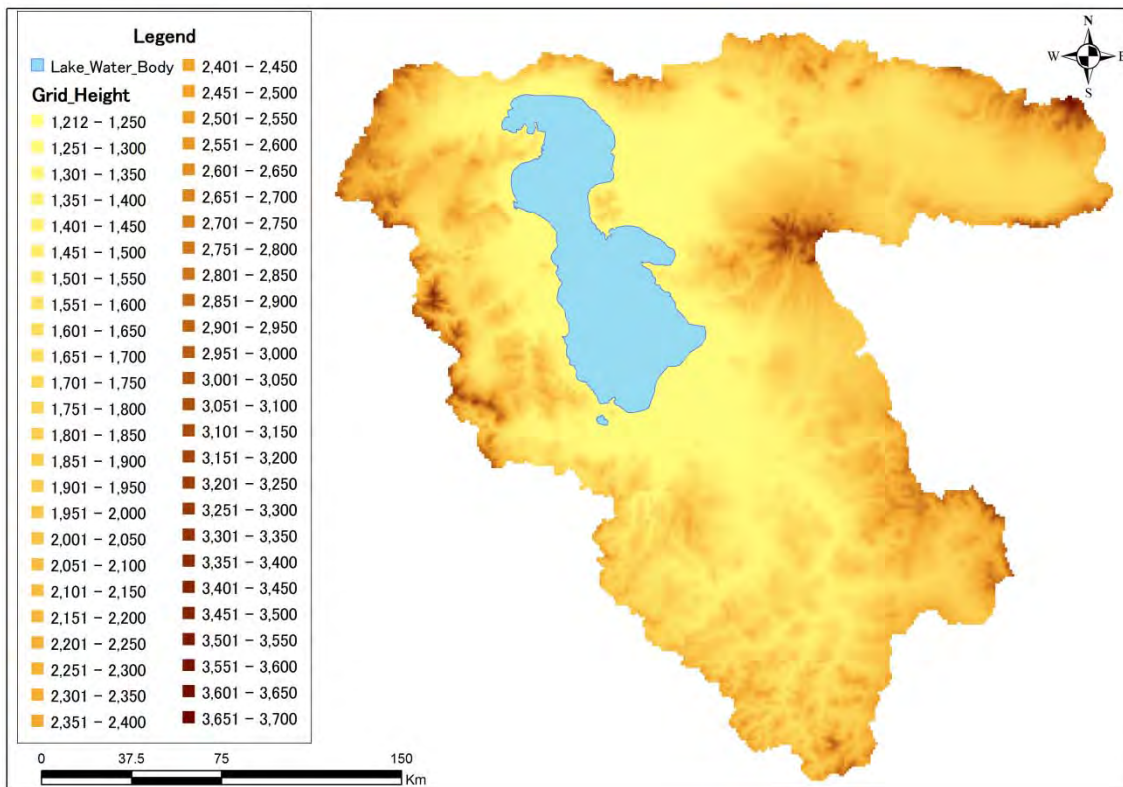 Legend
Lake_Water_Body
Grid_Height
1,212 - 1,250
1,251 - 1,300
1,301 - 1,350
1,351 - 1,400
1,401 - 1,450
1,451 - 1,500
1,501 - 1,550
1,551 - 1,600
1,601 - 1,650
1,651 - 1,700
1,701 - 1,750
1,751 - 1,800
1,801 - 1,850
1,851 - 1,900
1,901 - 1,950
1,951 - 2,000
2,001 - 2,050
2,051 - 2,100
2,101 - 2,150
2,151 - 2,200
2,201 - 2,250
2,251 - 2,300
2,301 - 2,350
2,351 - 2,400
2,401 - 2,450
2,451 - 2,500
2,501 - 2,550
2,551 - 2,600
2,601 - 2,650
2,651 - 2,700
2,701 - 2,750
2,751 - 2,800
2,801 - 2,850
2,851 - 2,900
2,901 - 2,950
2,951 - 3,000
3,001 - 3,050
3,051 - 3,100
3,101 - 3,150
3,151 - 3,200
3,201 - 3,250
3,251 - 3,300
3,301 - 3,350
3,351 - 3,400
3,401 - 3,450
3,451 - 3,500
3,501 - 3,550
3,551 - 3,600
3,601 - 3,650
3,651 - 3,700
N
W E
S
0 37.5 75 150
Km